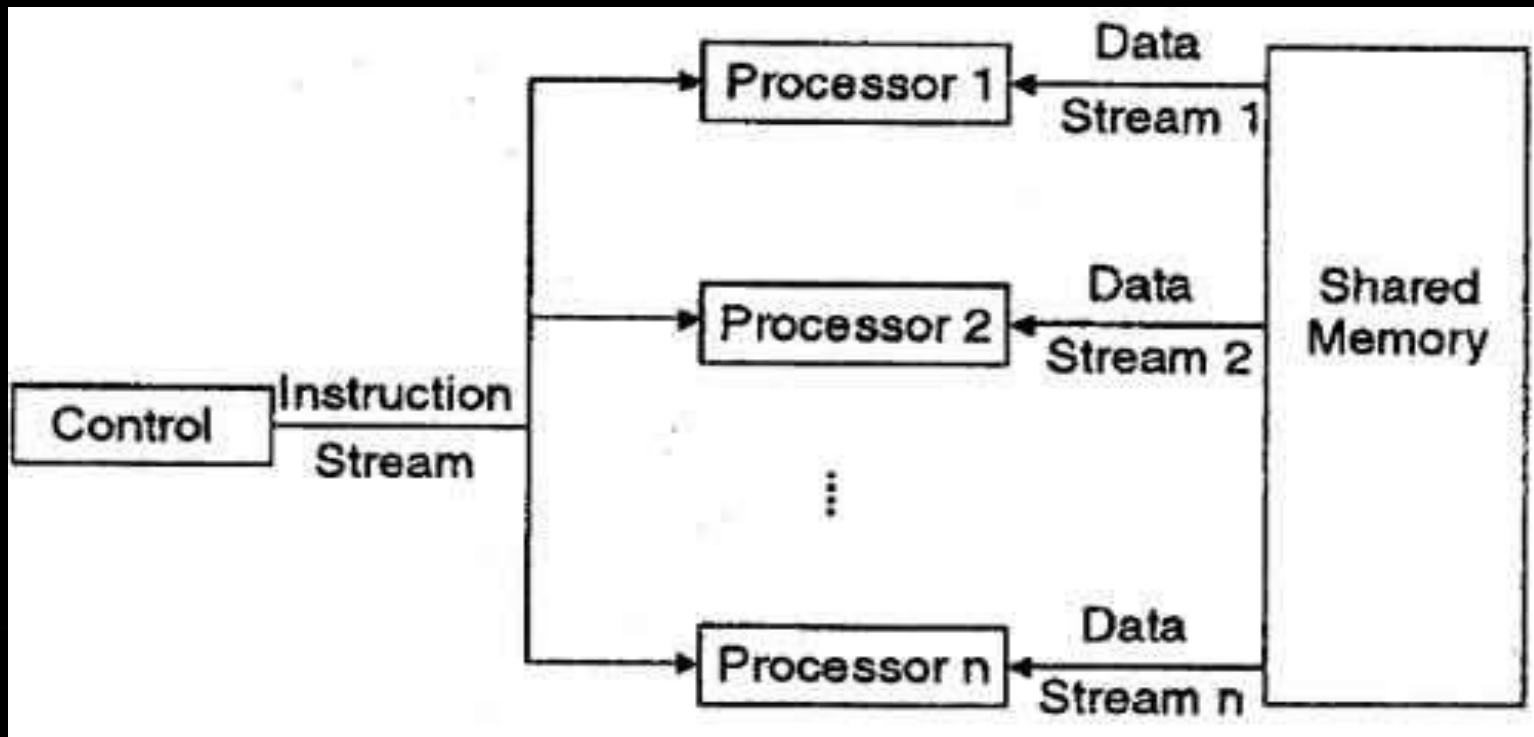 Data
Processor 1
Stream 1
Data
Shared
Processor 2
Memory
Stream 2
Instruction
Control
Stream
Data
Processor n
Stream n